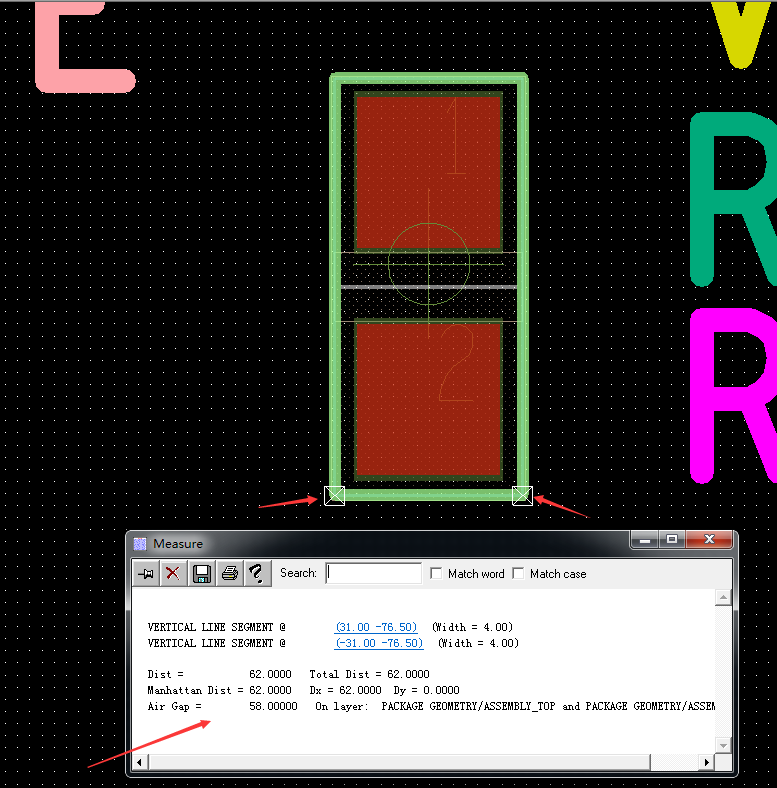 E
V
R
1
2
R
Measure
Search:
Match word
Match case
VERTICAL LINE SEGMENT @ (31.00 -76.50) (Width = 4.00)
VERTICAL LINE SEGMENT @ (-31.00 -76.50) (Width = 4.00)
Dist = 62.0000 Total Dist = 62.0000
Manhattan Dist = 62.0000 Dx = 62.0000 Dy = 0.0000
Air Gap = 58.00000 On layer: PACKAGE GEOMETRY/ASSEMBLY_TOP and PACKAGE GEOMETRY/ASSEM